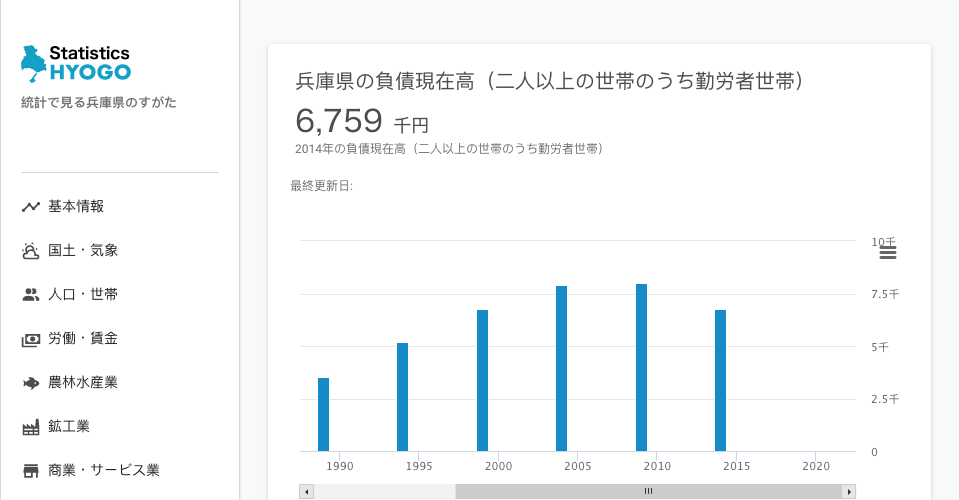 Statistics
HYOGO
統計で見る兵庫県のすがた
基本情報
国土・気象
人口・世帯
労働・賃金
農林水産業
鉱工業
商業・サービス業
兵庫県の負債現在高（二人以上の世帯のうち勤労者世帯）
6,759 千円
2014年の負債現在高（二人以上の世帯のうち勤労者世帯）
最終更新日:
10千
7.5千
5千
2.5千
0
1990 1995 2000 2005 2010 2015 2020